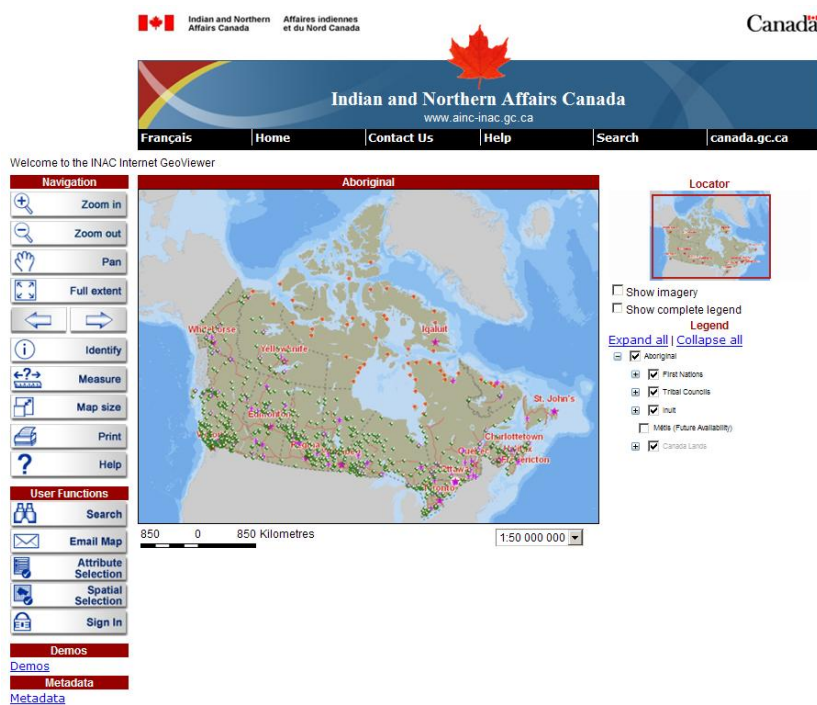 Indian and Northern Affairs Canada
Affaires indiennes et du Nord Canada
Canada
Indian and Northern Affairs Canada
www.ainc-inac.gc.ca
Français
Home
Contact Us
Help
Search
canada.gc.ca
Welcome to the INAC Internet GeoViewer
Navigation
Zoom in
Zoom out
Pan
Full extent
Identify
Measure
Map size
Print
Help
User Functions
Search
Email Map
Attribute
Selection
Spatial
Selection
Sign In
Demos
Demos
Metadata
Metadata
Aboriginal
Whitehorse
Yellowknife
Iqaluit
Edmonton
St. John's
Charlottetown
Fredericton
Toronto
850 0 850 Kilometres
1:50 000 000
Locator
Show imagery
Show complete legend
Legend
Expand all | Collapse all
Aboriginal
First Nations
Tribal Councils
Inuit
Métis (Future Availability)
Canada Lands